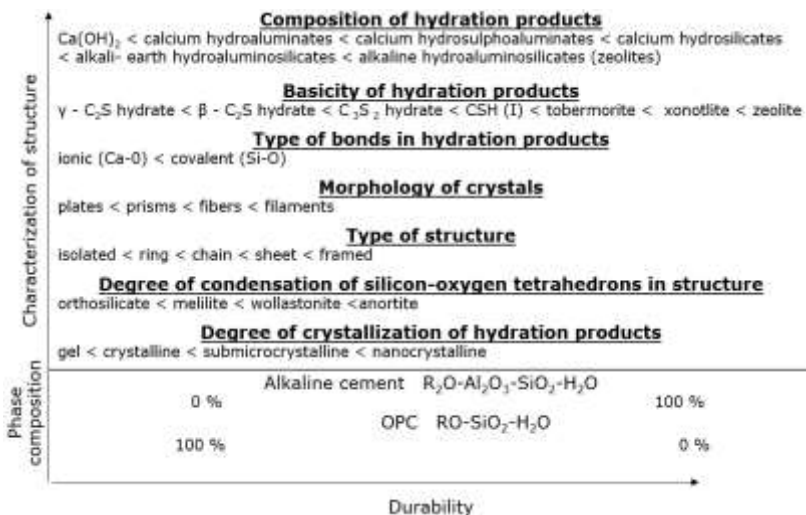 Composition of hydration products
Ca(OH)₂ < calcium hydroaluminates < calcium hydrosulphoaluminates < calcium hydrosilicates
< alkali- earth hydroaluminosilicates < alkaline hydroaluminosilicates (zeolites)
Basicity of hydration products
γ - C₂S hydrate < β - C₂S hydrate < C₃S₂ hydrate < CSH (I) < tobermorite < xonotlite < zeolite
Type of bonds in hydration products
ionic (Ca-0) < covalent (Si-O)
Morphology of crystals
plates < prisms < fibers < filaments
Type of structure
isolated < ring < chain < sheet < framed
Degree of condensation of silicon-oxygen tetrahedrons in structure
orthosilicate < melilite < wollastonite <anortite
Degree of crystallization of hydration products
gel < crystalline < submicrocrystalline < nanocrystalline
Characterization of structure
Phase
composition
Alkaline cement R₂O-Al₂O₃-SiO₂-H₂O
0 % 100 %
OPC RO-SiO₂-H₂O
100 % 0 %
Durability